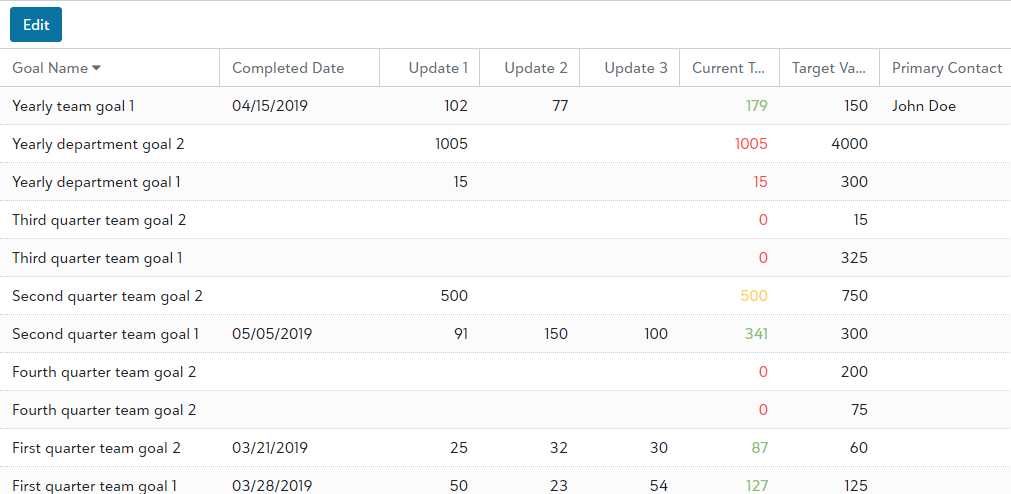 Edit
Goal Name Completed Date Update 1 Update 2 Update 3 Current T... Target Va... Primary Contact
Yearly team goal 1 04/15/2019 102 77 179 150 John Doe
Yearly department goal 2 1005 1005 4000
Yearly department goal 1 15 15 300
Third quarter team goal 2 0 15
Third quarter team goal 1 0 325
Second quarter team goal 2 500 500 750
Second quarter team goal 1 05/05/2019 91 150 100 341 300
Fourth quarter team goal 2 0 200
Fourth quarter team goal 2 0 75
First quarter team goal 2 03/21/2019 25 32 30 87 60
First quarter team goal 1 03/28/2019 50 23 54 127 125